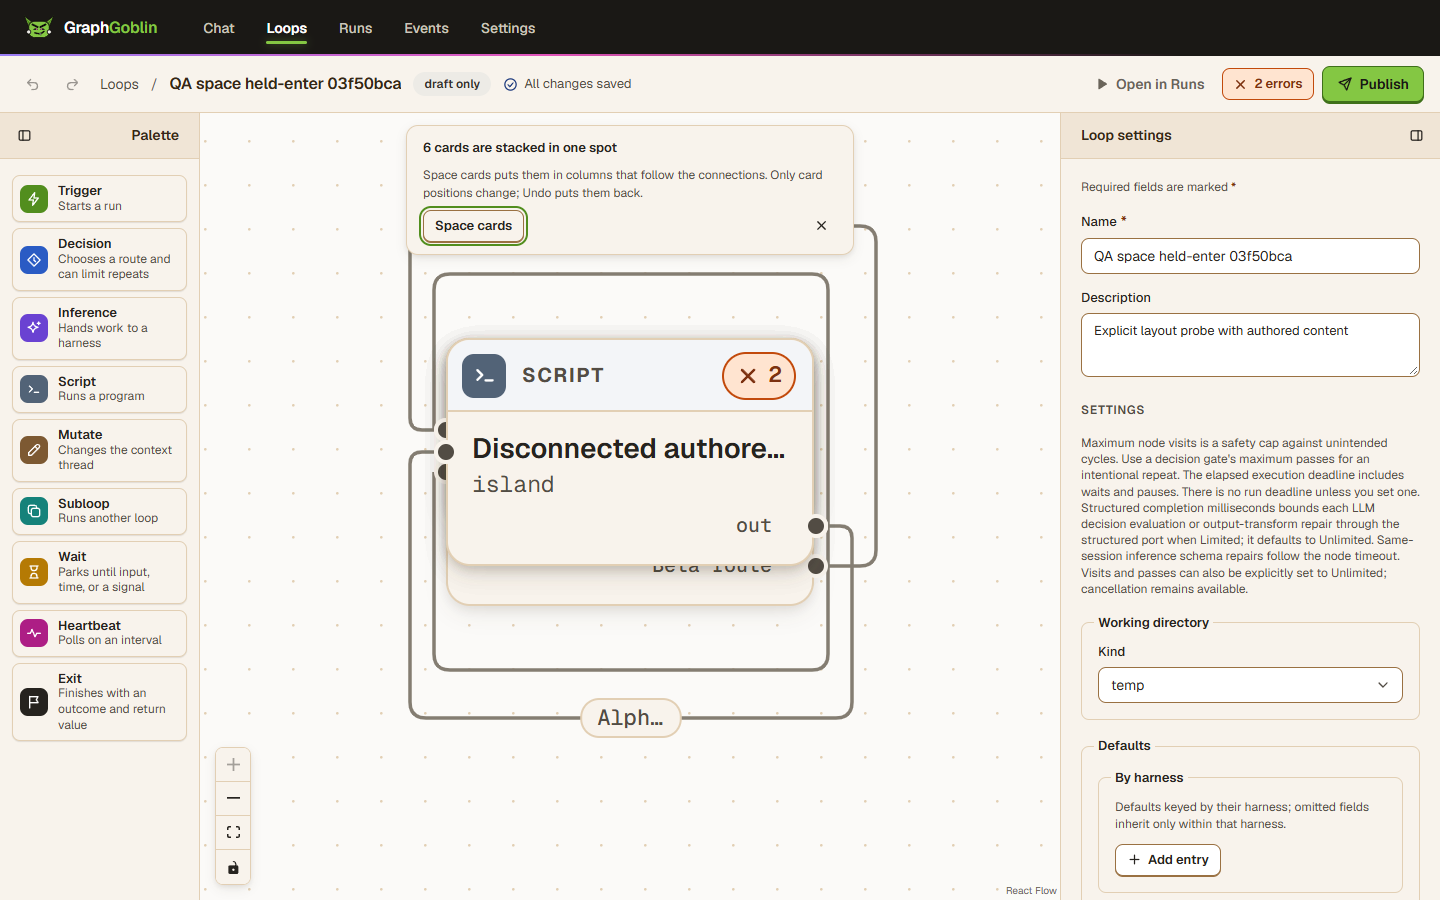 GraphGoblin
Chat
Loops
Runs
Events
Settings
Loops / QA space held-enter 03f50bca
draft only
All changes saved
Open in Runs
2 errors
Publish
Palette
Trigger
Starts a run
Decision
Chooses a route and
can limit repeats
Inference
Hands work to a
harness
Script
Runs a program
Mutate
Changes the context
thread
Subloop
Runs another loop
Wait
Parks until input,
time, or a signal
Heartbeat
Polls on an interval
Exit
Finishes with an
outcome and return
value
6 cards are stacked in one spot
Space cards puts them in columns that follow the connections. Only card
positions change; Undo puts them back.
Space cards
SCRIPT
2
Disconnected authore...
island
out
Beta route
Alph...
React Flow
Loop settings
Required fields are marked *
Name *
QA space held-enter 03f50bca
Description
Explicit layout probe with authored content
SETTINGS
Maximum node visits is a safety cap against unintended
cycles. Use a decision gate's maximum passes for an
intentional repeat. The elapsed execution deadline includes
waits and pauses. There is no run deadline unless you set one.
Structured completion milliseconds bounds each LLM
decision evaluation or output-transform repair through the
structured port when Limited; it defaults to Unlimited. Same-
session inference schema repairs follow the node timeout.
Visits and passes can also be explicitly set to Unlimited;
cancellation remains available.
Working directory
Kind
temp
Defaults
By harness
Defaults keyed by their harness; omitted fields
inherit only within that harness.
Add entry